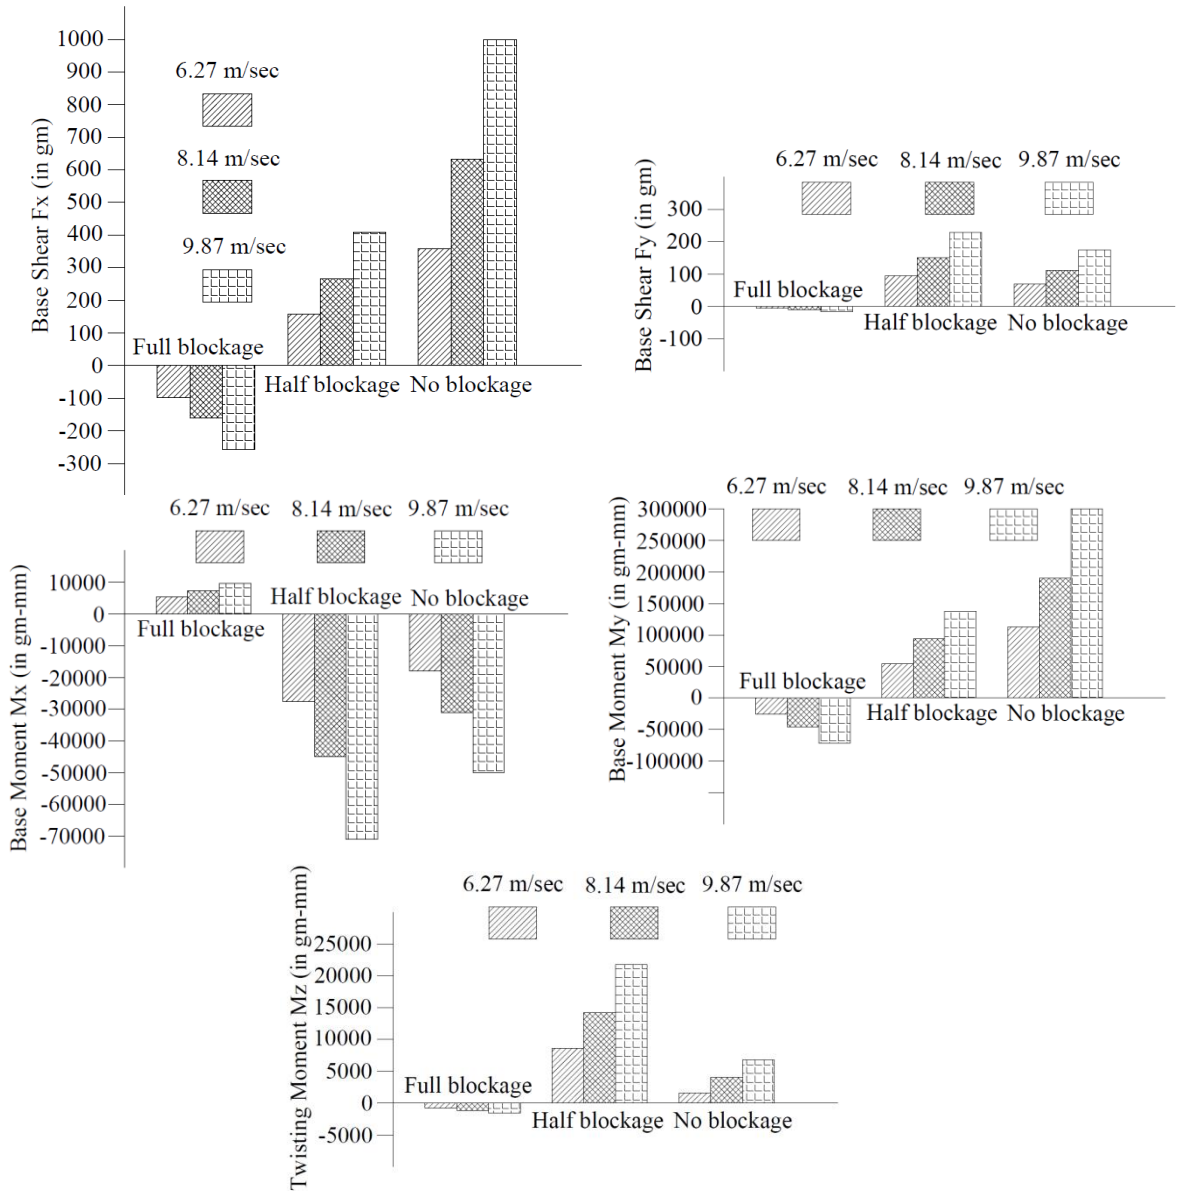 Base Shear Fx (in gm)
1000
900
800
700
600
500
400
300
200
100
0
-100
-200
-300
6.27 m/sec
8.14 m/sec
9.87 m/sec
Full blockage
Half blockage
No blockage
Base Shear Fy (in gm)
6.27 m/sec
8.14 m/sec
9.87 m/sec
300
200
100
0
-100
Full blockage
Half blockage
No blockage
Base Moment Mx (in gm-mm)
6.27 m/sec
8.14 m/sec
9.87 m/sec
10000
0
-10000
-20000
-30000
-40000
-50000
-60000
-70000
Full blockage
Half blockage
No blockage
Base Moment My (in gm-mm)
6.27 m/sec
8.14 m/sec
9.87 m/sec
300000
250000
200000
150000
100000
50000
0
-50000
-100000
Full blockage
Half blockage
No blockage
Twisting Moment Mz (in gm-mm)
6.27 m/sec
8.14 m/sec
9.87 m/sec
25000
20000
15000
10000
5000
0
-5000
Full blockage
Half blockage
No blockage